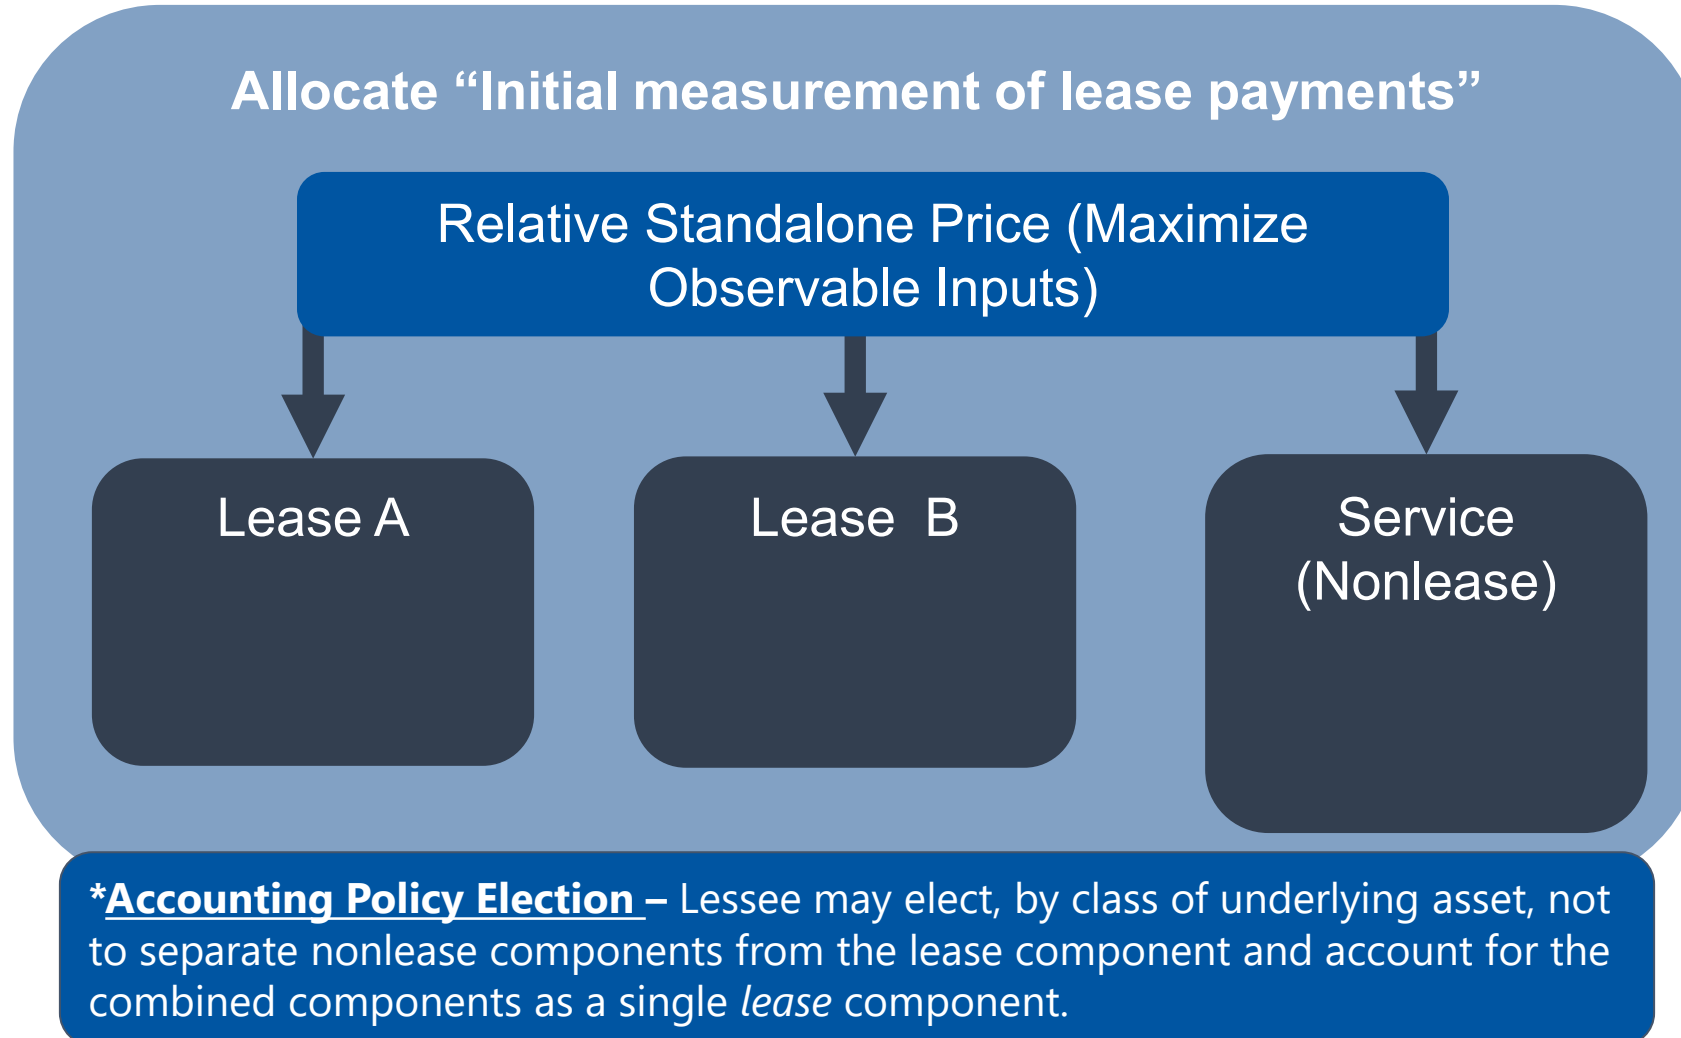 Allocate “Initial measurement of lease payments”
Relative Standalone Price (Maximize
Observable Inputs)
Lease A
Lease B
Service
(Nonlease)
*Accounting Policy Election – Lessee may elect, by class of underlying asset, not
to separate nonlease components from the lease component and account for the
combined components as a single lease component.